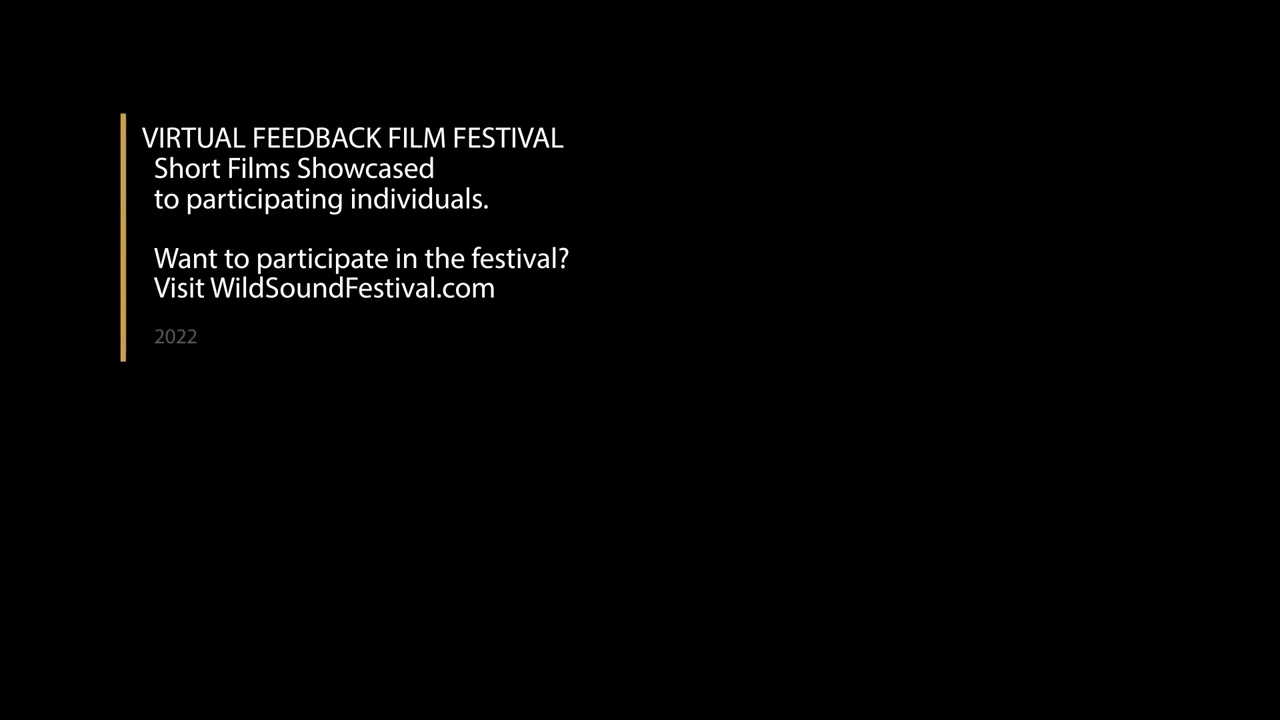 VIRTUAL FEEDBACK FILM FESTIVAL
Short Films Showcased
to participating individuals.
Want to participate in the festival?
Visit WildSoundFestival.com
2022